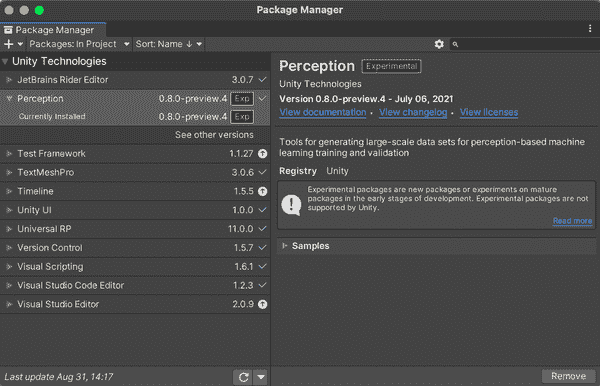 Package Manager
Package Manager
+ Packages: In Project Sort: Name ↓
Unity Technologies
JetBrains Rider Editor 3.0.7
Perception 0.8.0-preview.4 Exp
Currently Installed 0.8.0-preview.4 Exp
See other versions
Test Framework 1.1.27
TextMeshPro 3.0.6
Timeline 1.5.5
Unity UI 1.0.0
Universal RP 11.0.0
Version Control 1.5.7
Visual Scripting 1.6.1
Visual Studio Code Editor 1.2.3
Visual Studio Editor 2.0.9
Last update Aug 31, 14:17
Perception Experimental
Unity Technologies
Version 0.8.0-preview.4 - July 06, 2021
View documentation • View changelog • View licenses
Tools for generating large-scale data sets for perception-based machine
learning training and validation
Registry Unity
Experimental packages are new packages or experiments on mature
packages in the early stages of development. Experimental packages are not
supported by Unity.
Read more
Samples
Remove